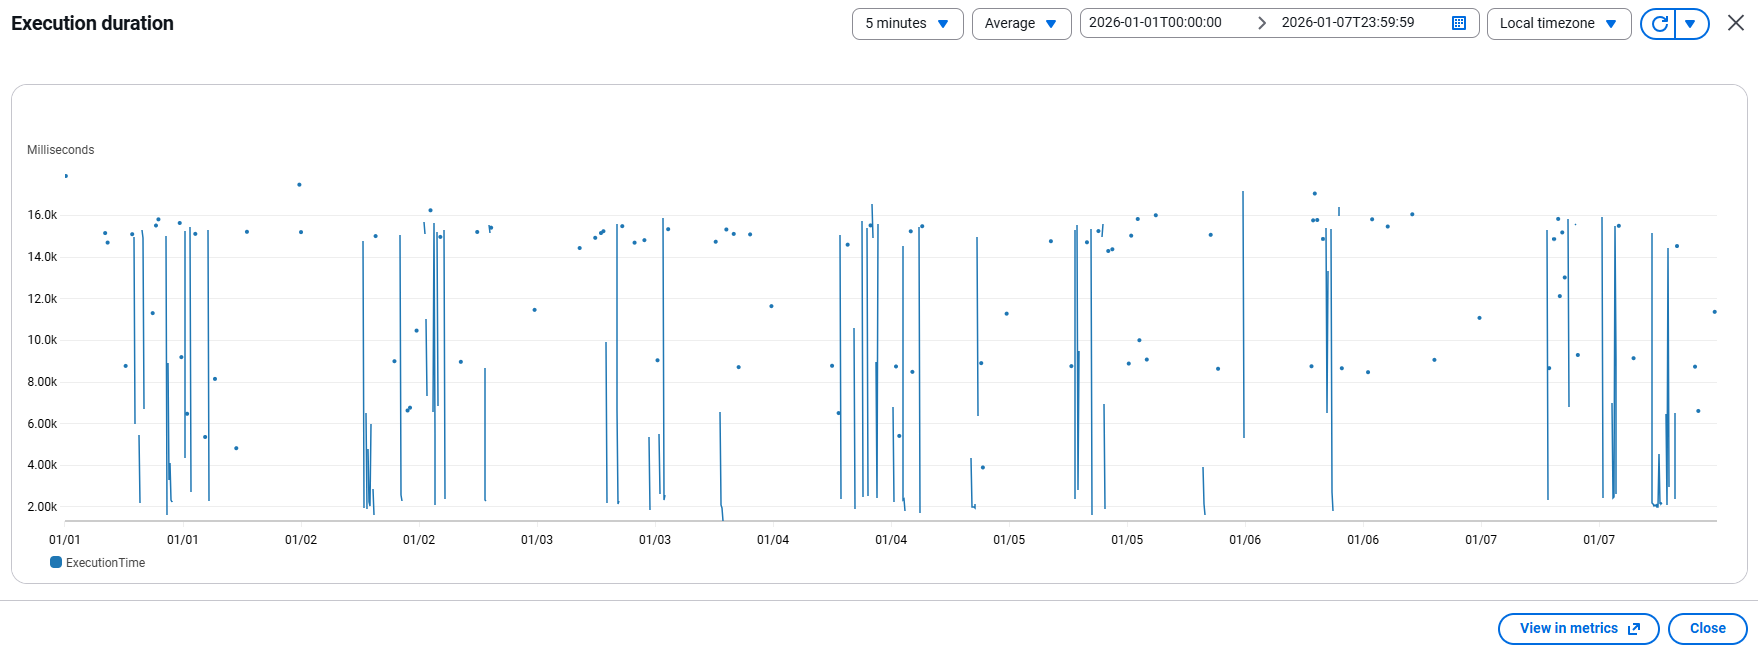 Execution duration
5 minutes
Average
2026-01-01T00:00:00
2026-01-07T23:59:59
Local timezone
Milliseconds
16.0k
14.0k
12.0k
10.0k
8.00k
6.00k
4.00k
2.00k
01/01 01/01 01/02 01/02 01/03 01/03 01/04 01/04 01/05 01/05 01/06 01/06 01/07 01/07
ExecutionTime
View in metrics
Close